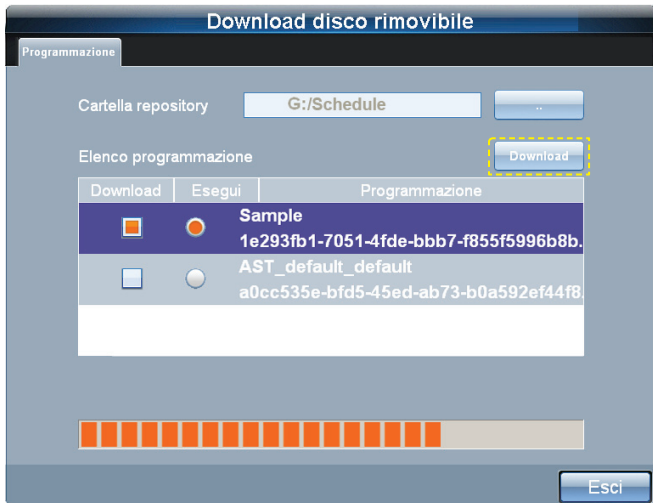 Download disco rimovibile
Programmazione
Cartella repository G:/Schedule ..
Elenco programmazione Download
Download Esegui Programmazione
Sample
1e293fb1-7051-4fde-bbb7-f855f5996b8b.
AST_default_default
a0cc535e-bfd5-45ed-ab73-b0a592ef44f8.
Esci